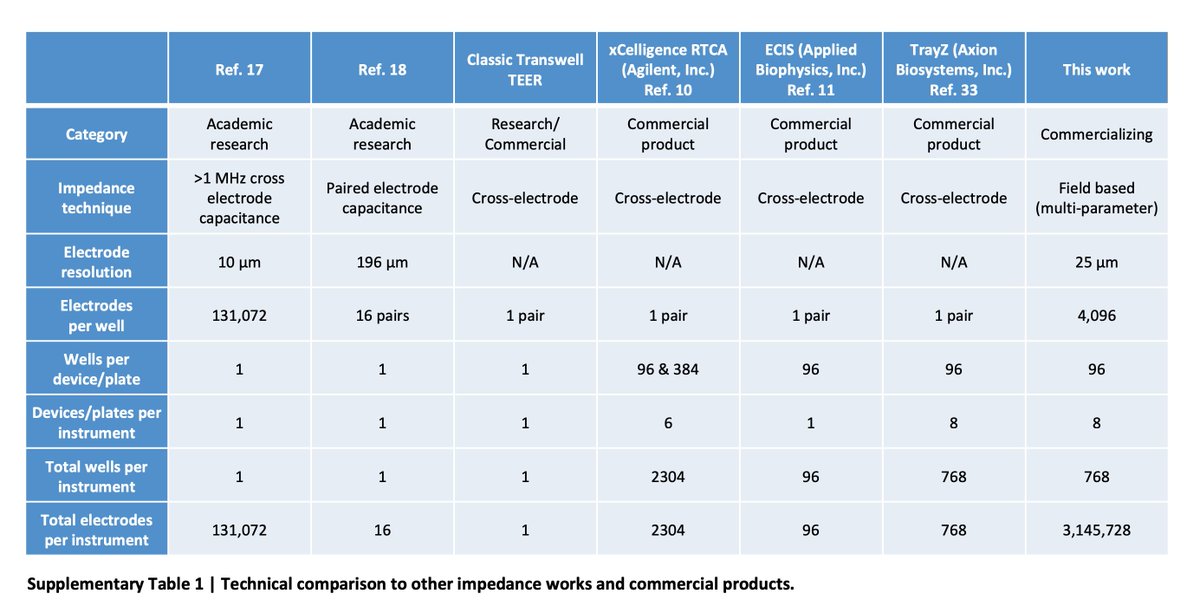 Ref. 17
Ref. 18
Classic Transwell
TEER
xCelligence RTCA
(Agilent, Inc.)
Ref. 10
ECIS (Applied
Biophysics, Inc.)
Ref. 11
TrayZ (Axion
Biosystems, Inc.)
Ref. 33
This work
Category
Academic
research
Academic
research
Research/
Commercial
Commercial
product
Commercial
product
Commercial
product
Commercializing
Impedance
technique
>1 MHz cross
electrode
capacitance
Paired electrode
capacitance
Cross-electrode
Cross-electrode
Cross-electrode
Cross-electrode
Field based
(multi-parameter)
Electrode
resolution
10 μm
196 μm
N/A
N/A
N/A
N/A
25 μm
Electrodes
per well
131,072
16 pairs
1 pair
1 pair
1 pair
1 pair
4,096
Wells per
device/plate
1
1
1
96 & 384
96
96
96
Devices/plates per
instrument
1
1
1
6
1
8
8
Total wells per
instrument
1
1
1
2304
96
768
768
Total electrodes
per instrument
131,072
16
1
2304
96
768
3,145,728
Supplementary Table 1 | Technical comparison to other impedance works and commercial products.